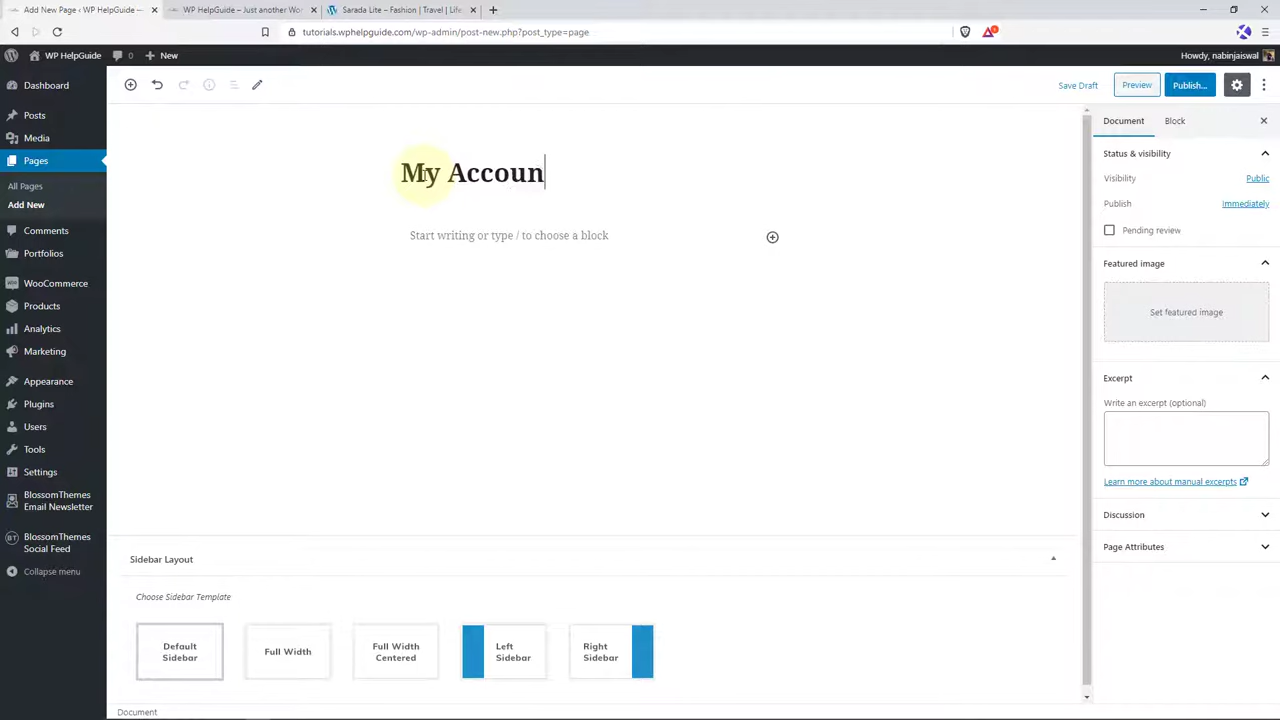 Add New Page ‹ WP HelpGuide —
WP HelpGuide – Just another Wo
Sarada Lite – Fashion | Travel | Life
tutorials.wphelpguide.com/wp-admin/post-new.php?post_type=page
WP HelpGuide
0
New
Howdy, nabinjaiswal
Dashboard
Posts
Media
Pages
All Pages
Add New
Comments
Portfolios
WooCommerce
Products
Analytics
Marketing
Appearance
Plugins
Users
Tools
Settings
BlossomThemes
Email Newsletter
BT
BlossomThemes
Social Feed
Collapse menu
Save Draft
Preview
Publish...
My Accoun
Start writing or type / to choose a block
Document
Block
Status & visibility
Visibility
Public
Publish
Immediately
Pending review
Featured image
Set featured image
Excerpt
Write an excerpt (optional)
Learn more about manual excerpts
Discussion
Page Attributes
Sidebar Layout
Choose Sidebar Template
Default
Sidebar
Full Width
Full Width
Centered
Left
Sidebar
Right
Sidebar
Document